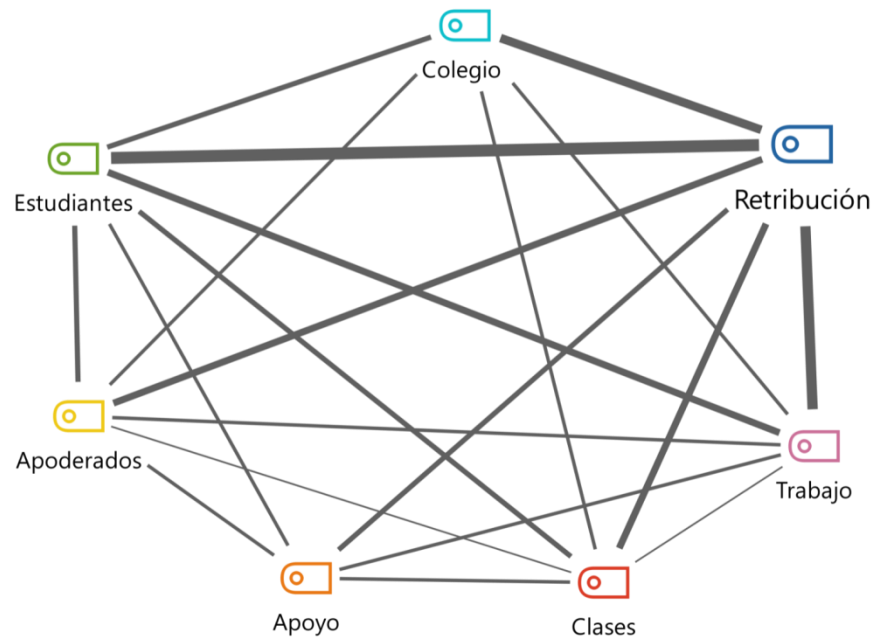 Colegio
Estudiantes
Retribución
Apoderados
Trabajo
Apoyo
Clases